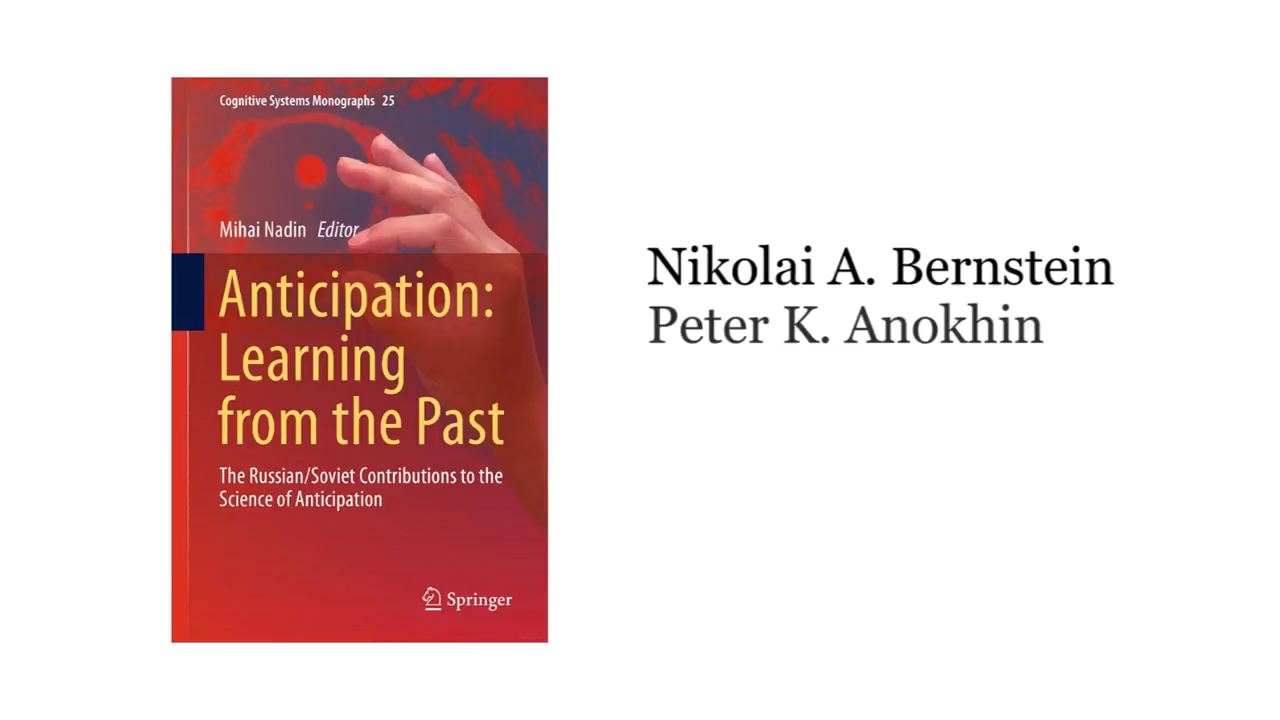 Cognitive Systems Monographs 25
Mihai Nadin Editor
Anticipation:
Learning
from the Past
The Russian/Soviet Contributions to the
Science of Anticipation
Springer
Nikolai A. Bernstein
Peter K. Anokhin